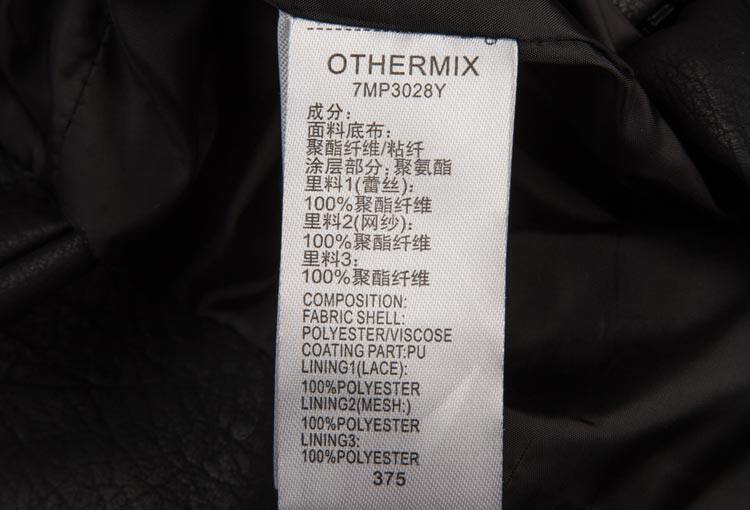 OTHERMIX
7MP3028Y
成分:
面料底布:
聚酯纤维/粘纤
涂层部分:聚氨酯
里料1(蕾丝):
100%聚酯纤维
里料2(网纱):
100%聚酯纤维
里料3:
100%聚酯纤维
COMPOSITION:
FABRIC SHELL:
POLYESTER/VISCOSE
COATING PART:PU
LINING1(LACE):
100%POLYESTER
LINING2(MESH:)
100%POLYESTER
LINING3:
100%POLYESTER
375